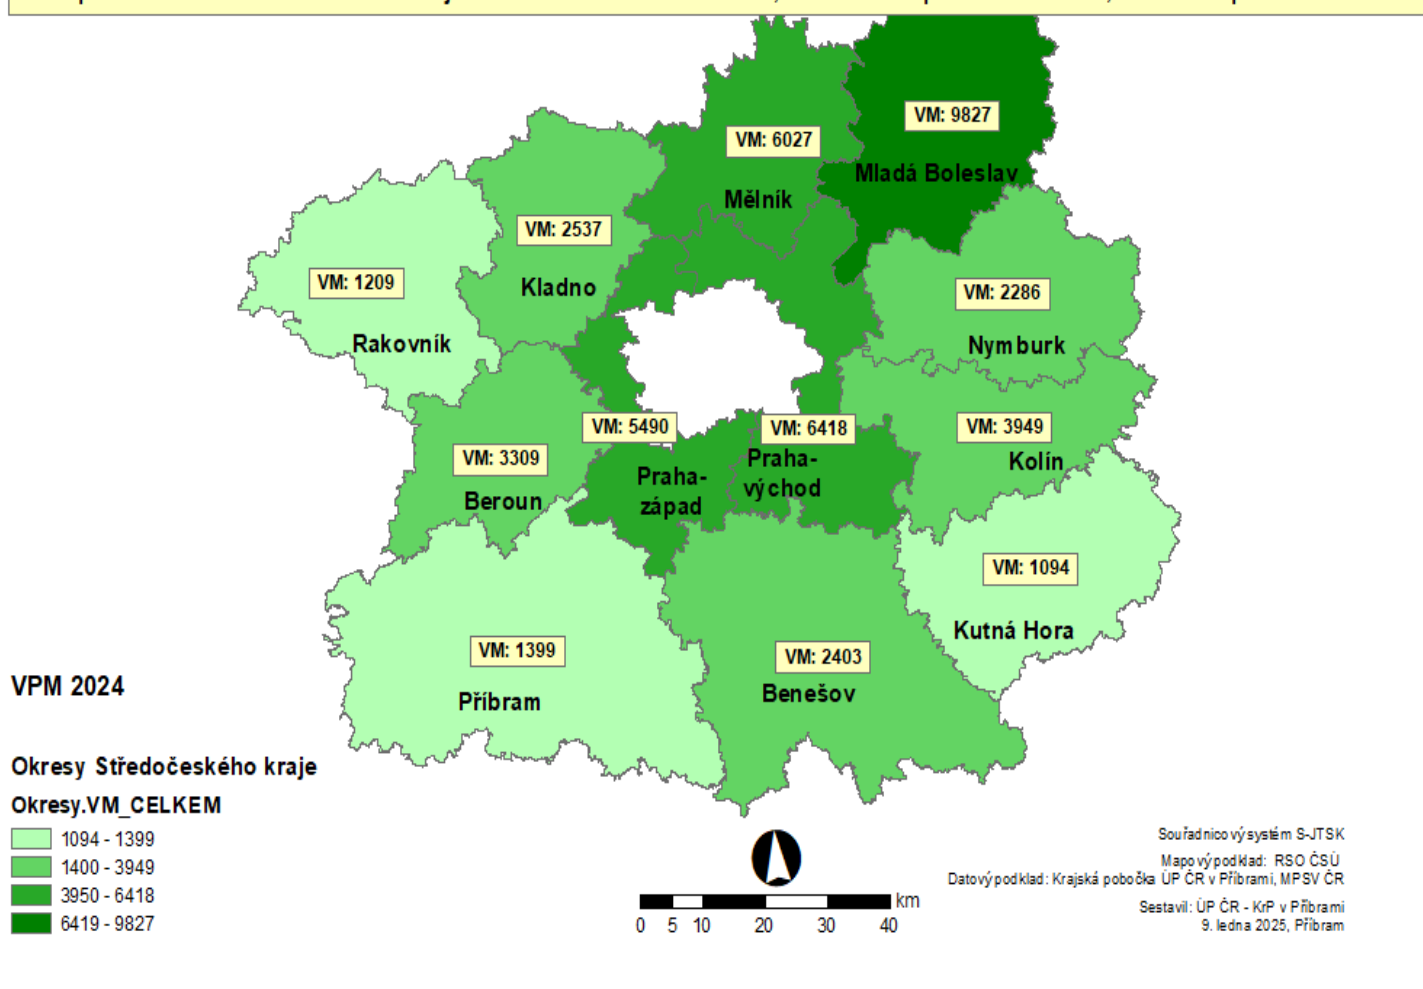 VM: 9827
Mladá Boleslav
VM: 6027
Mělník
VM: 2537
Kladno
VM: 1209
Rakovník
VM: 2286
Nymburk
VM: 5490
Praha-
západ
VM: 6418
Praha-
východ
VM: 3949
Kolín
VM: 3309
Beroun
VM: 1094
Kutná Hora
VM: 1399
Příbram
VM: 2403
Benešov
VPM 2024
Okresy Středočeského kraje
Okresy.VM_CELKEM
1094 - 1399
1400 - 3949
3950 - 6418
6419 - 9827
km
0 5 10 20 30 40
Souřadnicový systém S-JTSK
Mapový podklad: RSO ČSÚ
Datový podklad: Krajská pobočka ÚP ČR v Příbrami, MPSV ČR
Sestavil: ÚP ČR - KrP v Příbrami
9. ledna 2025, Příbram